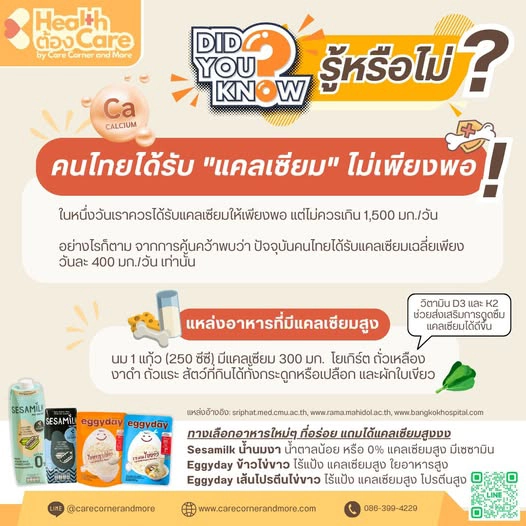 Health
ต้อง Care
by Care Corner and More
DID
YOU
KNOW
?
รู้หรือไม่ ?
Ca
CALCIUM
คนไทยได้รับ "แคลเซียม" ไม่เพียงพอ !
ในหนึ่งวันเราควรได้รับแคลเซียมให้เพียงพอ แต่ไม่ควรเกิน 1,500 มก./วัน
อย่างไรก็ตาม จากการค้นคว้าพบว่า ปัจจุบันคนไทยได้รับแคลเซียมเฉลี่ยเพียง
วันละ 400 มก./วัน เท่านั้น
วิตามิน D3 และ K2
ช่วยส่งเสริมการดูดซึม
แคลเซียมได้ดีขึ้น
แหล่งอาหารที่มีแคลเซียมสูง
นม 1 แก้ว (250 ซีซี) มีแคลเซียม 300 มก. โยเกิร์ต ถั่วเหลือง
งาดำ ถั่วแระ สัตว์ที่กินได้ทั้งกระดูกหรือเปลือก และผักใบเขียว
แหล่งอ้างอิง: sriphat.med.cmu.ac.th, www.rama.mahidol.ac.th, www.bangkokhospital.com
SESAMILK
SESAMILK
eggyday
eggyday
ทางเลือกอาหารใหม่ๆ ที่อร่อย แถมได้แคลเซียมสูงงง
Sesamilk น้ำนมงา น้ำตาลน้อย หรือ 0% แคลเซียมสูง มีเซซามิน
Eggyday ข้าวไข่ขาว ไร้แป้ง แคลเซียมสูง ใยอาหารสูง
Eggyday เส้นโปรตีนไข่ขาว ไร้แป้ง แคลเซียมสูง โปรตีนสูง
LINE @carecornerandmore
www.carecornerandmore.com
086-399-4229
LINE